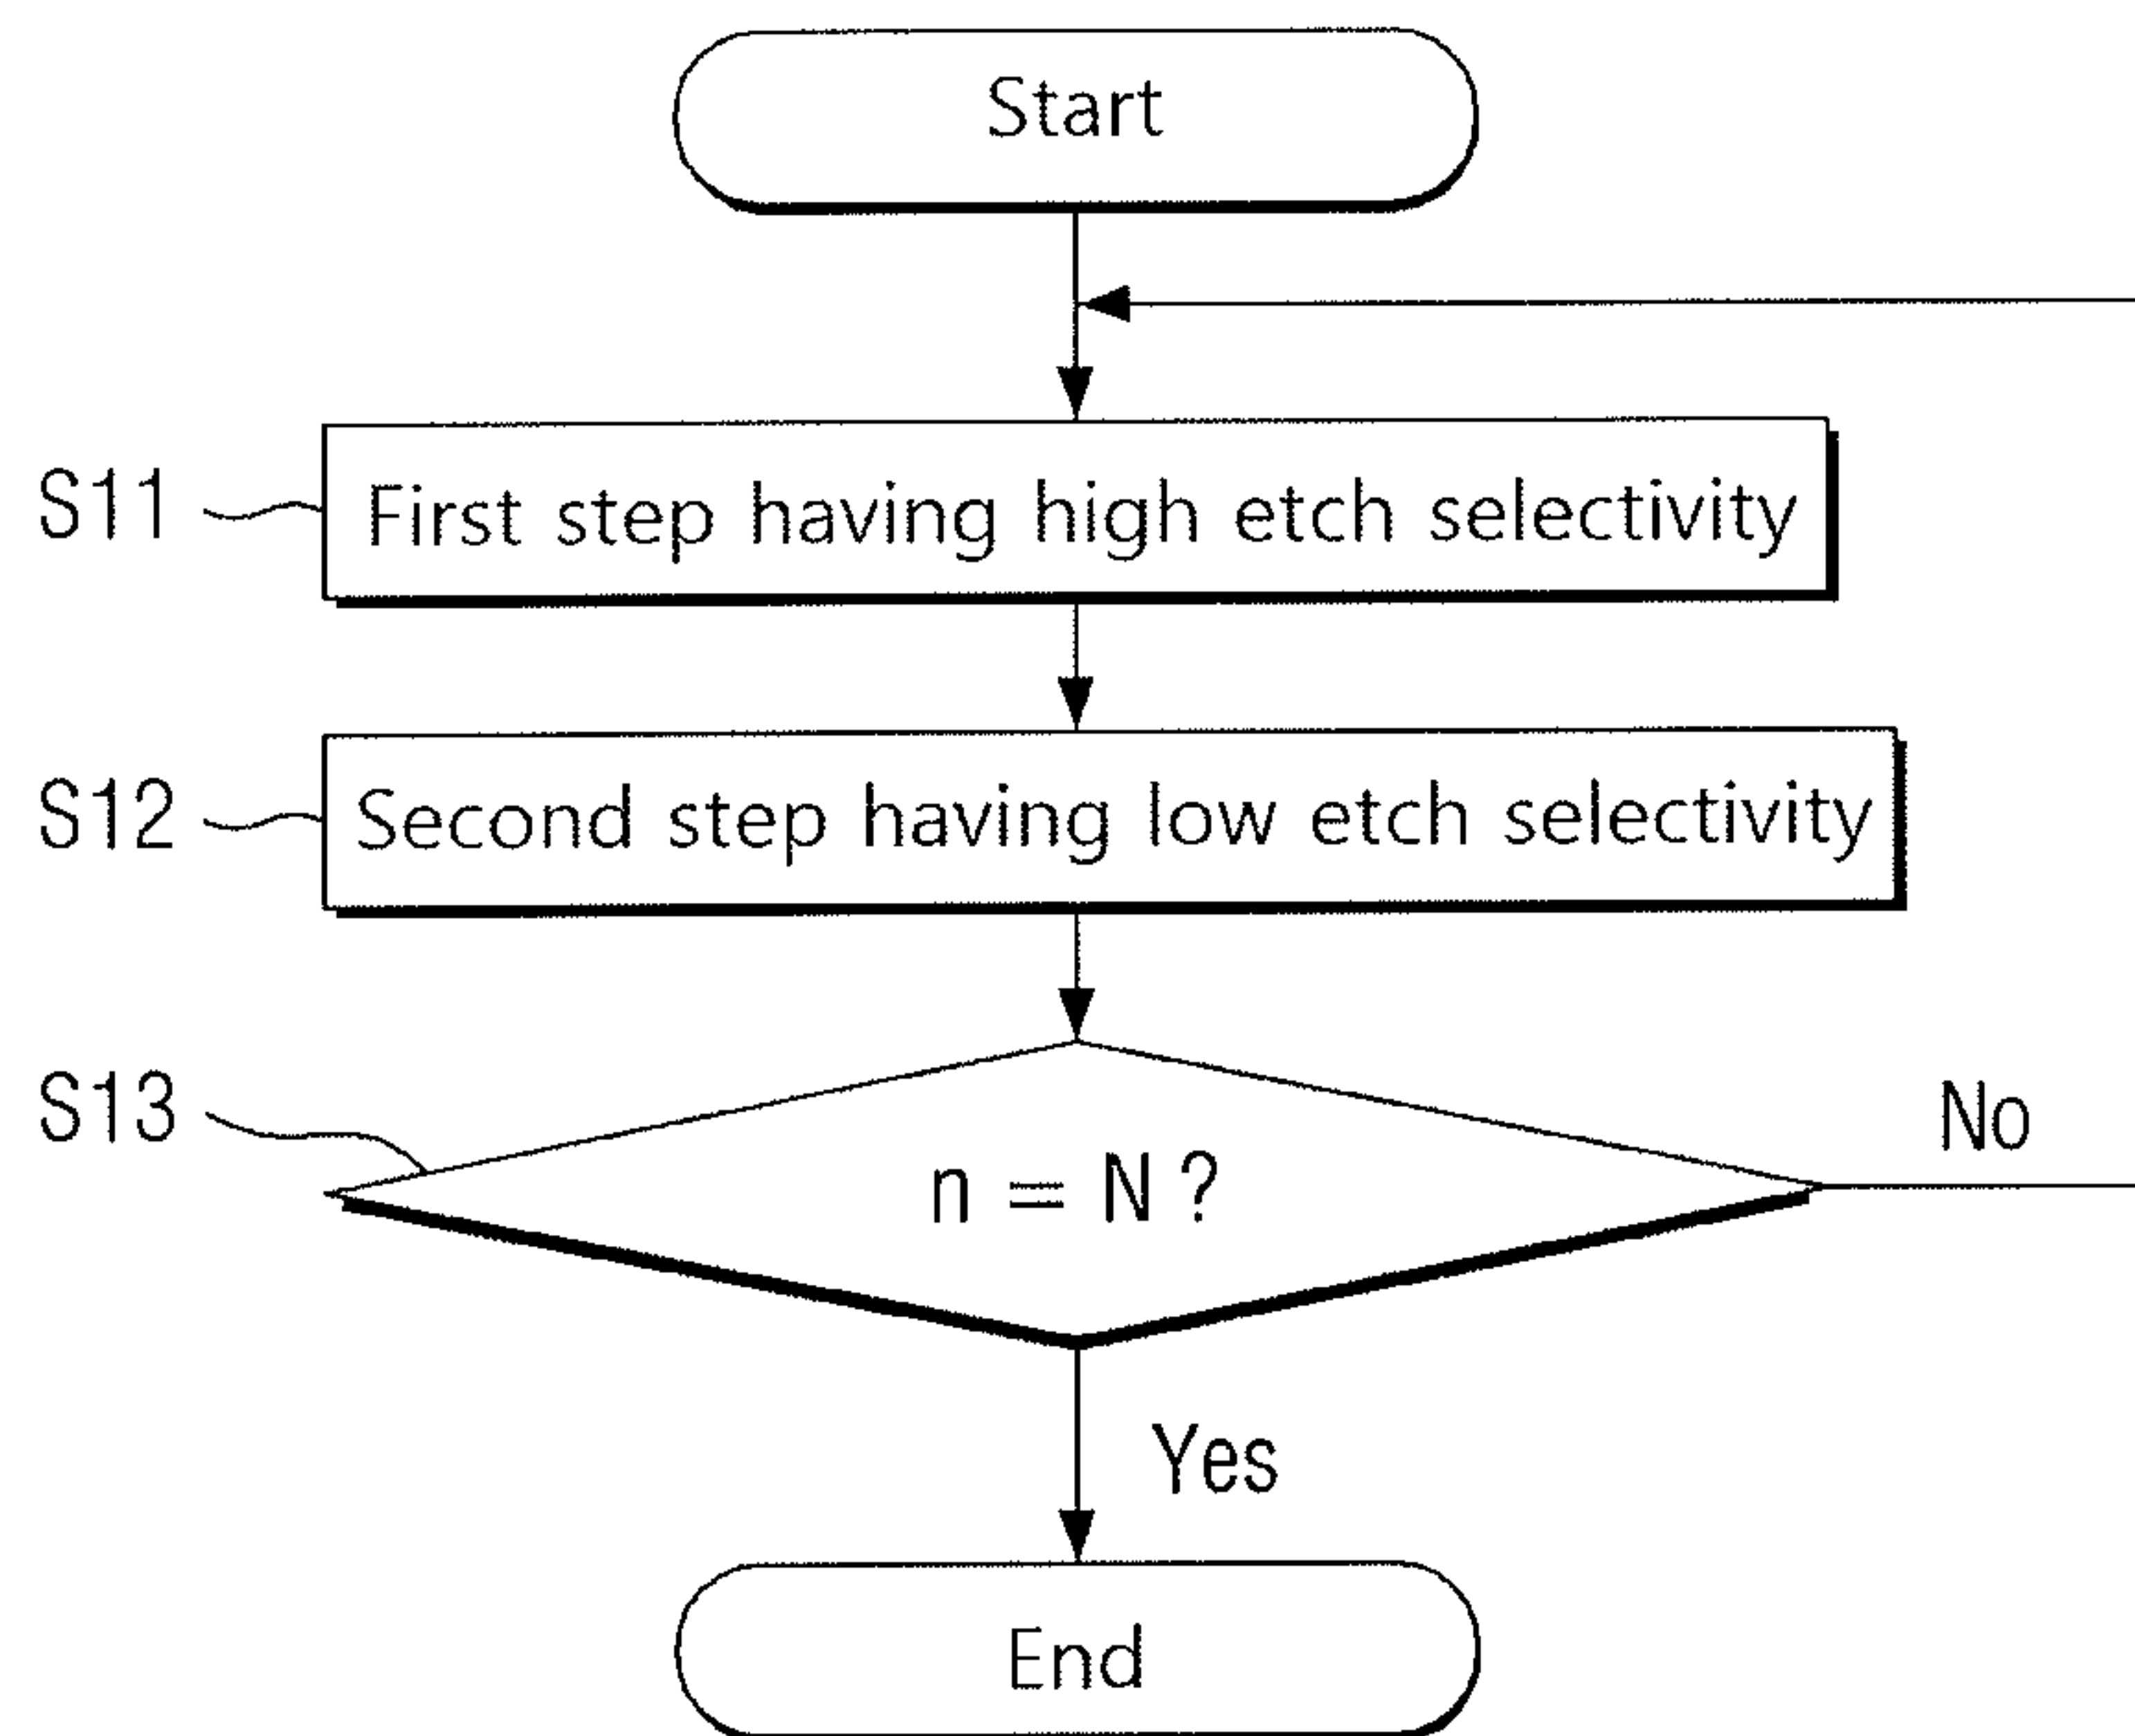 Start
S11 First step having high etch selectivity
S12 Second step having low etch selectivity
S13
n = N ?
No
Yes
End